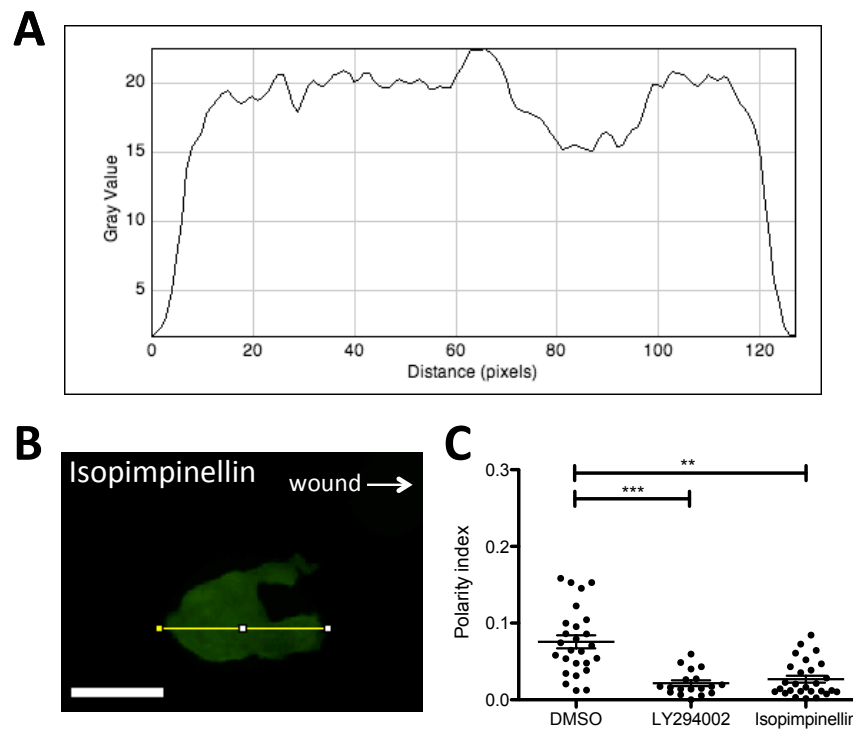 A
20
15
10
5
Gray Value
0
20
40
60
80
100
120
Distance (pixels)
B
Isopimpinellin
wound
C
0.3
0.2
0.1
0.0
Polarity index
**
***
DMSO
LY294002
Isopimpinellin